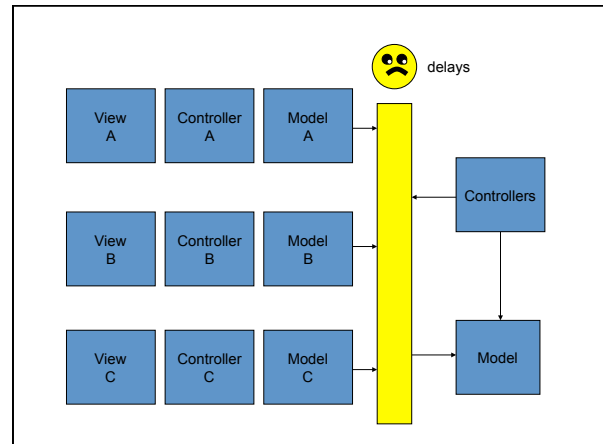 delays
View
A
Controller
A
Model
A
Controllers
View
B
Controller
B
Model
B
View
C
Controller
C
Model
C
Model